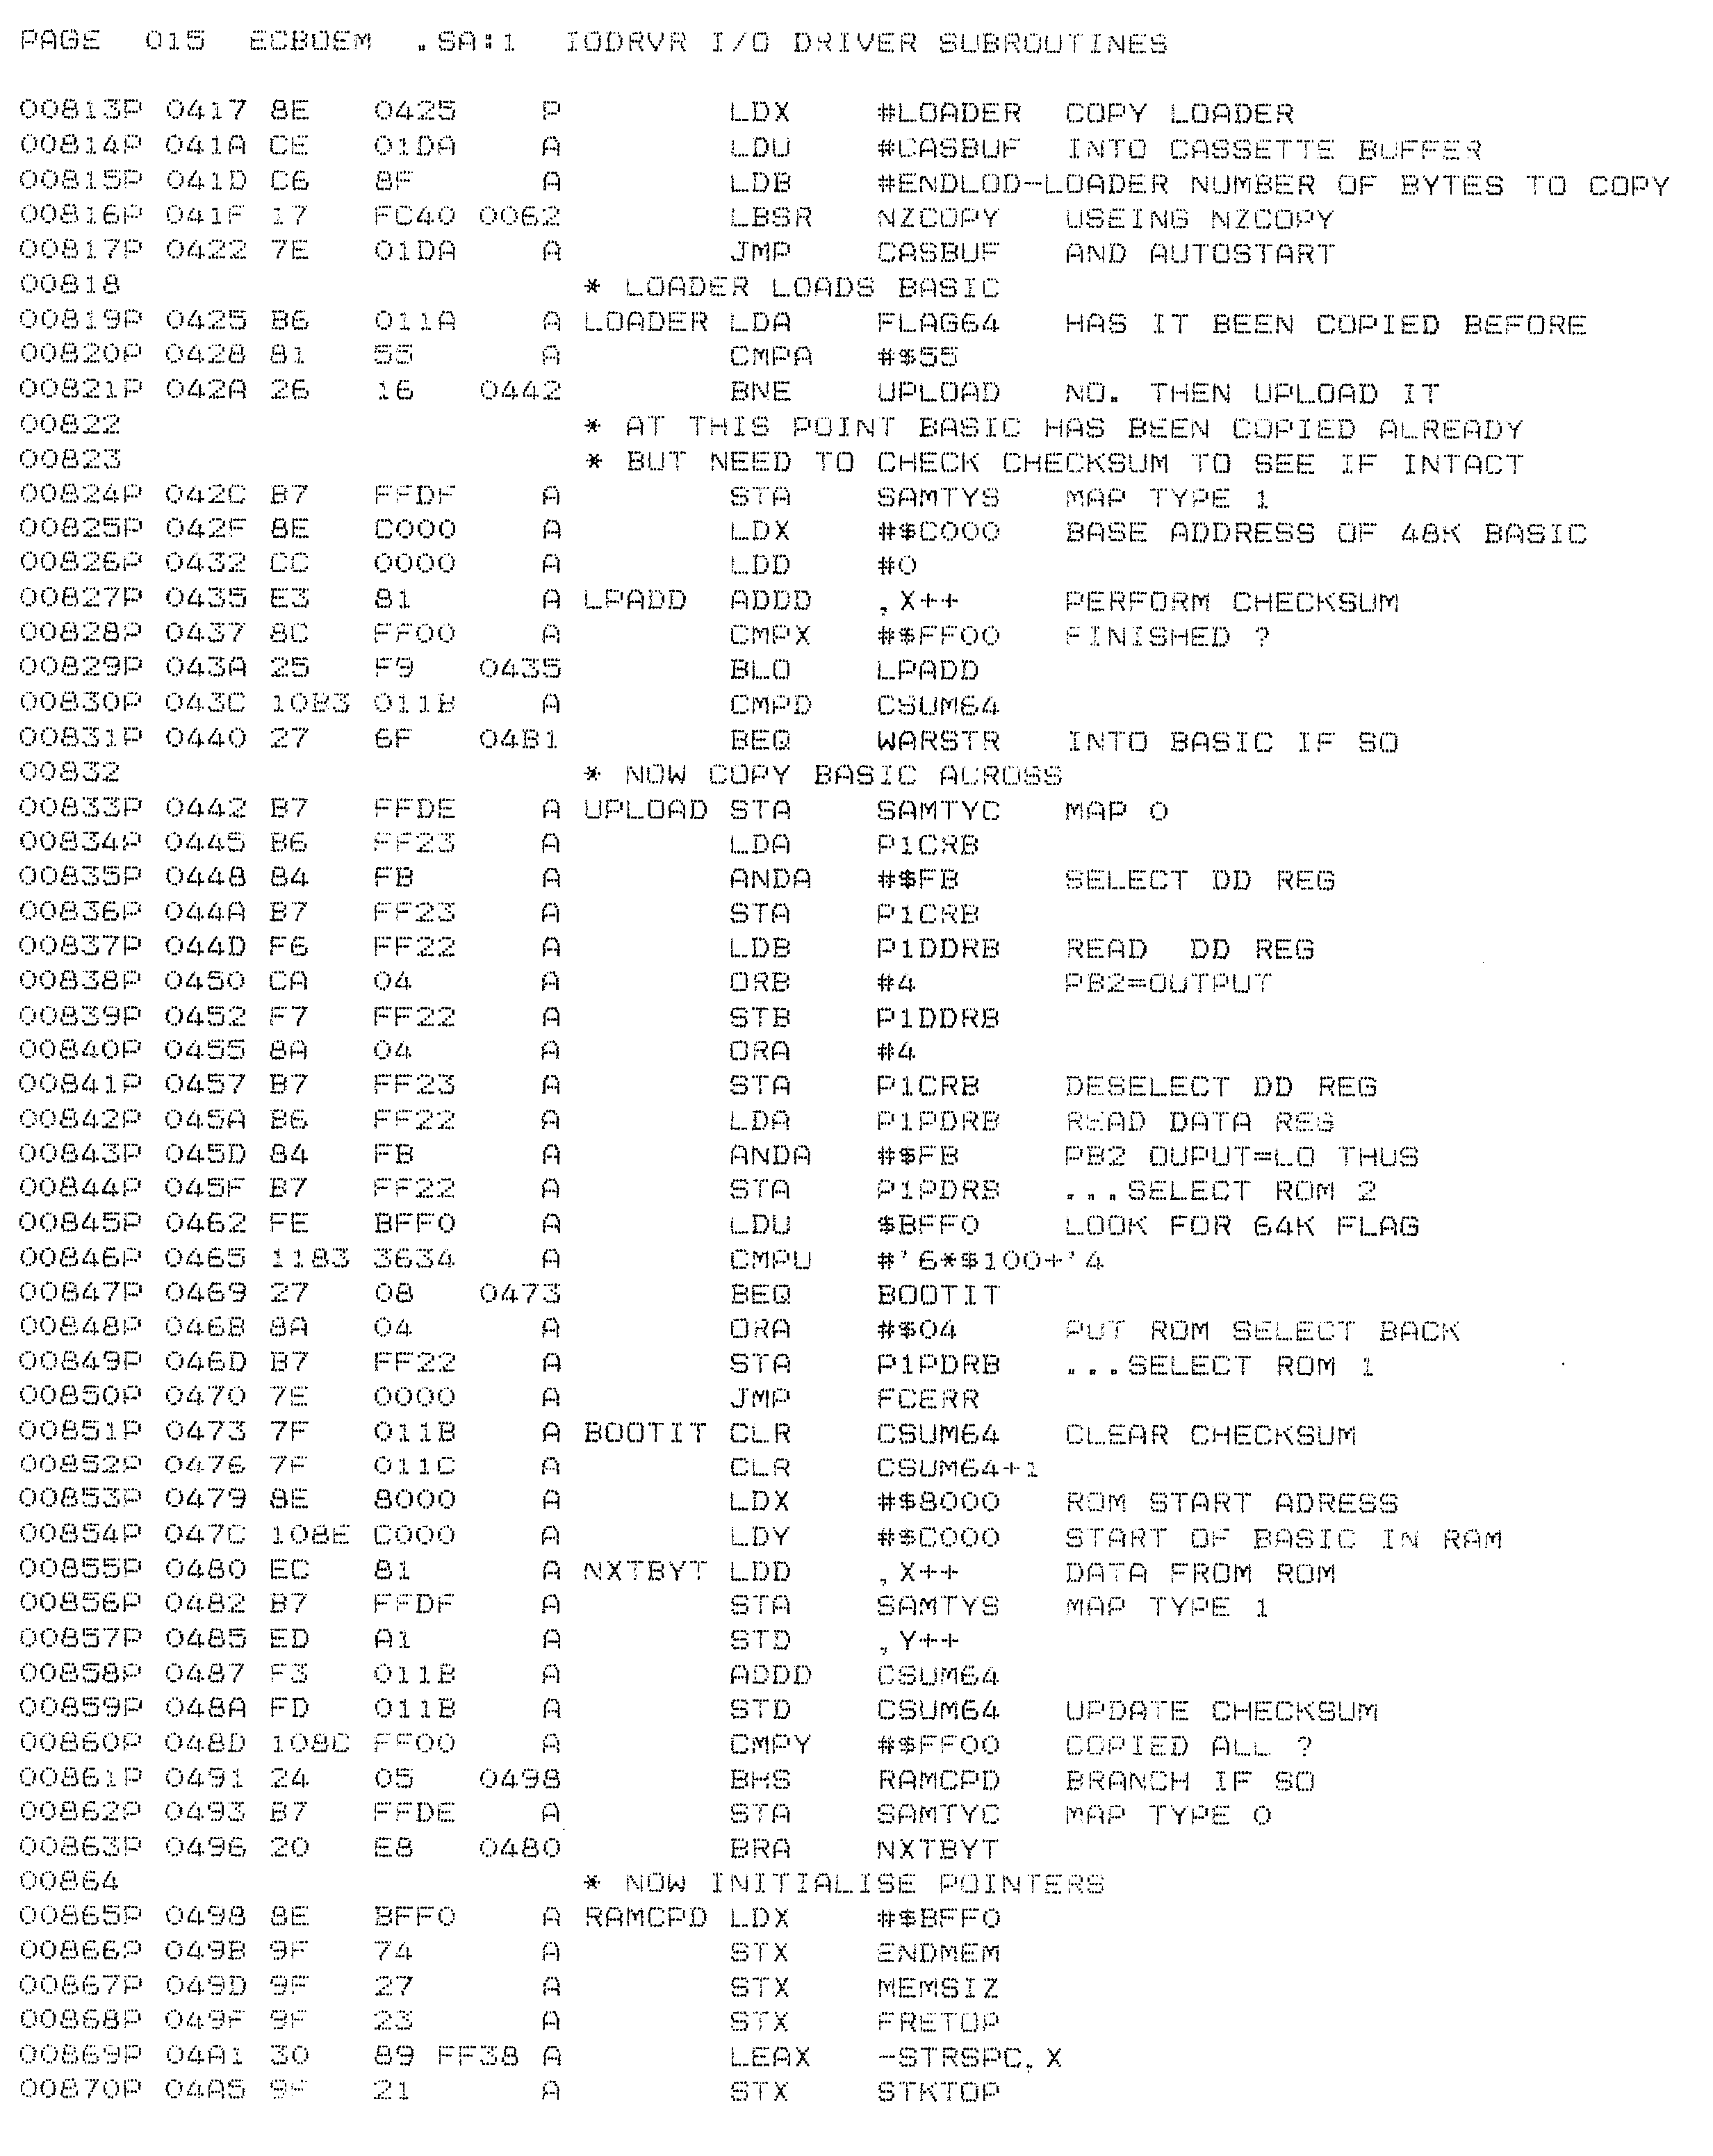 PAGE  015  ECBOEM  .SA:1  IODRVR I/O DRIVER SUBROUTINES
00813P 0417 8E   0425    P        LDX    #LOADER  COPY LOADER
00814P 041A CE   01DA    A        LDU    #CASBUF  INTO CASSETTE BUFFER
00815P 041D C6   8F      A        LDB    #ENDLOD-LOADER NUMBER OF BYTES TO COPY
00816P 041F 17   FC40 0062        LBSR   NZCOPY   USEING NZCOPY
00817P 0422 7E   01DA    A        JMP    CASBUF   AND AUTOSTART
00818                      * LOADER LOADS BASIC
00819P 0425 B6   011A    A LOADER LDA    FLAG64   HAS IT BEEN COPIED BEFORE
00820P 0428 81   55      A        CMPA   #$55
00821P 042A 26   16   0442        BNE    UPLOAD   NO. THEN UPLOAD IT
00822                      * AT THIS POINT BASIC HAS BEEN COPIED ALREADY
00823                      * BUT NEED TO CHECK CHECKSUM TO SEE IF INTACT
00824P 042C B7   FFDF    A        STA    SAMTYS   MAP TYPE 1
00825P 042F 8E   C000    A        LDX    #$C000   BASE ADDRESS OF 48K BASIC
00826P 0432 CC   0000    A        LDD    #0
00827P 0435 E3   81      A LPADD  ADDD   ,X++     PERFORM CHECKSUM
00828P 0437 8C   FF00    A        CMPX   #$FF00   FINISHED ?
00829P 043A 25   F9   0435        BLO    LPADD
00830P 043C 10B3 011B    A        CMPD   CSUM64
00831P 0440 27   6F   04B1        BEQ    WARSTR   INTO BASIC IF SO
00832                      * NOW COPY BASIC ACROSS
00833P 0442 B7   FFDE    A UPLOAD STA    SAMTYC   MAP 0
00834P 0445 B6   FF23    A        LDA    P1CRB
00835P 0448 84   FB      A        ANDA   #$FB     SELECT DD REG
00836P 044A B7   FF23    A        STA    P1CRB
00837P 044D F6   FF22    A        LDB    P1DDRB   READ  DD REG
00838P 0450 CA   04      A        ORB    #4       PB2=OUTPUT
00839P 0452 F7   FF22    A        STB    P1DDRB
00840P 0455 8A   04      A        ORA    #4
00841P 0457 B7   FF23    A        STA    P1CRB    DESELECT DD REG
00842P 045A B6   FF22    A        LDA    P1PDRB   READ DATA REG
00843P 045D 84   FB      A        ANDA   #$FB     PB2 OUPUT=LO THUS
00844P 045F B7   FF22    A        STA    P1PDRB   ...SELECT ROM 2
00845P 0462 FE   BFF0    A        LDU    $BFF0    LOOK FOR 64K FLAG
00846P 0465 1183 3634    A        CMPU   #'6*$100+'4
00847P 0469 27   08   0473        BEQ    BOOTIT
00848P 046B 8A   04      A        ORA    #$04     PUT ROM SELECT BACK
00849P 046D B7   FF22    A        STA    P1PDRB   ...SELECT ROM 1
00850P 0470 7E   0000    A        JMP    FCERR
00851P 0473 7F   011B    A BOOTIT CLR    CSUM64   CLEAR CHECKSUM
00852P 0476 7F   011C    A        CLR    CSUM64+1
00853P 0479 8E   8000    A        LDX    #$8000   ROM START ADRESS
00854P 047C 108E C000    A        LDY    #$C000   START OF BASIC IN RAM
00855P 0480 EC   81      A NXTBYT LDD    ,X++     DATA FROM ROM
00856P 0482 B7   FFDF    A        STA    SAMTYS   MAP TYPE 1
00857P 0485 ED   A1      A        STD    ,Y++
00858P 0487 F3   011B    A        ADDD   CSUM64
00859P 048A FD   011B    A        STD    CSUM64   UPDATE CHECKSUM
00860P 048D 108C FF00    A        CMPY   #$FF00   COPIED ALL ?
00861P 0491 24   05   0498        BHS    RAMCPD   BRANCH IF SO
00862P 0493 B7   FFDE    A        STA    SAMTYC   MAP TYPE 0
00863P 0496 20   E8   0480        BRA    NXTBYT
00864                      * NOW INITIALISE POINTERS
00865P 0498 8E   BFF0    A RAMCPD LDX    #$BFF0
00866P 049B 9F   74      A        STX    ENDMEM
00867P 049D 9F   27      A        STX    MEMSIZ
00868P 049F 9F   23      A        STX    FRETOP
00869P 04A1 30   89 FF38 A        LEAX   -STRSPC,X
00870P 04A5 9F   21      A        STX    STKTOP